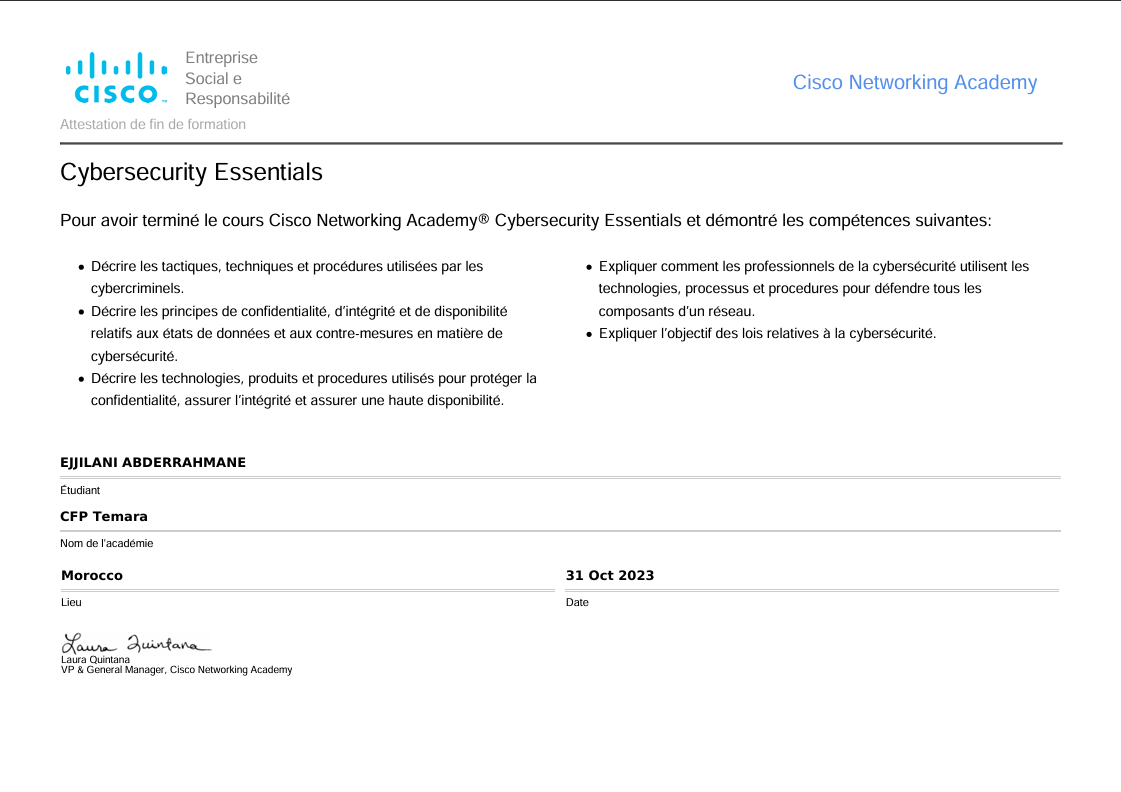 CISCO™
Entreprise
Social e
Responsabilité
Cisco Networking Academy
Attestation de fin de formation
Cybersecurity Essentials
Pour avoir terminé le cours Cisco Networking Academy® Cybersecurity Essentials et démontré les compétences suivantes:
• Décrire les tactiques, techniques et procédures utilisées par les
cybercriminels.
• Décrire les principes de confidentialité, d’intégrité et de disponibilité
relatifs aux états de données et aux contre-mesures en matière de
cybersécurité.
• Décrire les technologies, produits et procedures utilisés pour protéger la
confidentialité, assurer l’intégrité et assurer une haute disponibilité.
• Expliquer comment les professionnels de la cybersécurité utilisent les
technologies, processus et procedures pour défendre tous les
composants d’un réseau.
• Expliquer l’objectif des lois relatives à la cybersécurité.
EJJILANI ABDERRAHMANE
Étudiant
CFP Temara
Nom de l'académie
Morocco
Lieu
31 Oct 2023
Date
Laura Quintana
Laura Quintana
VP & General Manager, Cisco Networking Academy